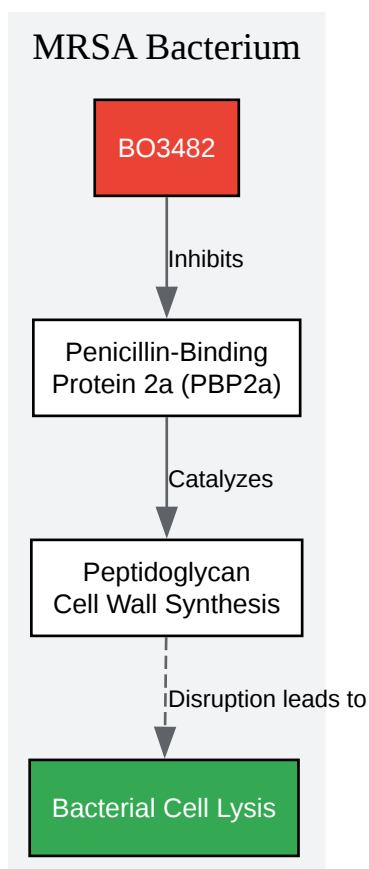 MRSA Bacterium
BO3482
Inhibits
Penicillin-Binding
Protein 2a (PBP2a)
Catalyzes
Peptidoglycan
Cell Wall Synthesis
Disruption leads to
Bacterial Cell Lysis